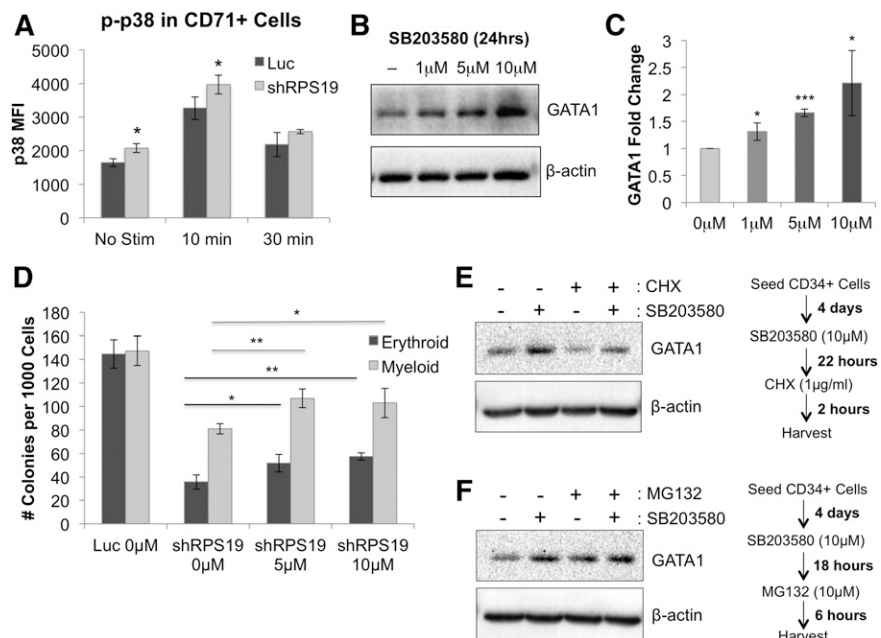 A
p-p38 in CD71+ Cells
p38 MFI
5000
4000
3000
2000
1000
0
Luc
shRPS19
*
*
No Stim
10 min
30 min
B
SB203580 (24hrs)
– 1µM 5µM 10µM
GATA1
β-actin
C
GATA1 Fold Change
3
2.5
2
1.5
1
0.5
0
*
***
*
0µM
1µM
5µM
10µM
D
# Colonies per 1000 Cells
180
160
140
120
100
80
60
40
20
0
Erythroid
Myeloid
*
**
**
*
Luc 0µM
shRPS19 0µM
shRPS19 5µM
shRPS19 10µM
E
- - + + : CHX
- + - + : SB203580
GATA1
β-actin
Seed CD34+ Cells
4 days
SB203580 (10µM)
22 hours
CHX (1µg/ml)
2 hours
Harvest
F
- - + + : MG132
- + - + : SB203580
GATA1
β-actin
Seed CD34+ Cells
4 days
SB203580 (10µM)
18 hours
MG132 (10µM)
6 hours
Harvest